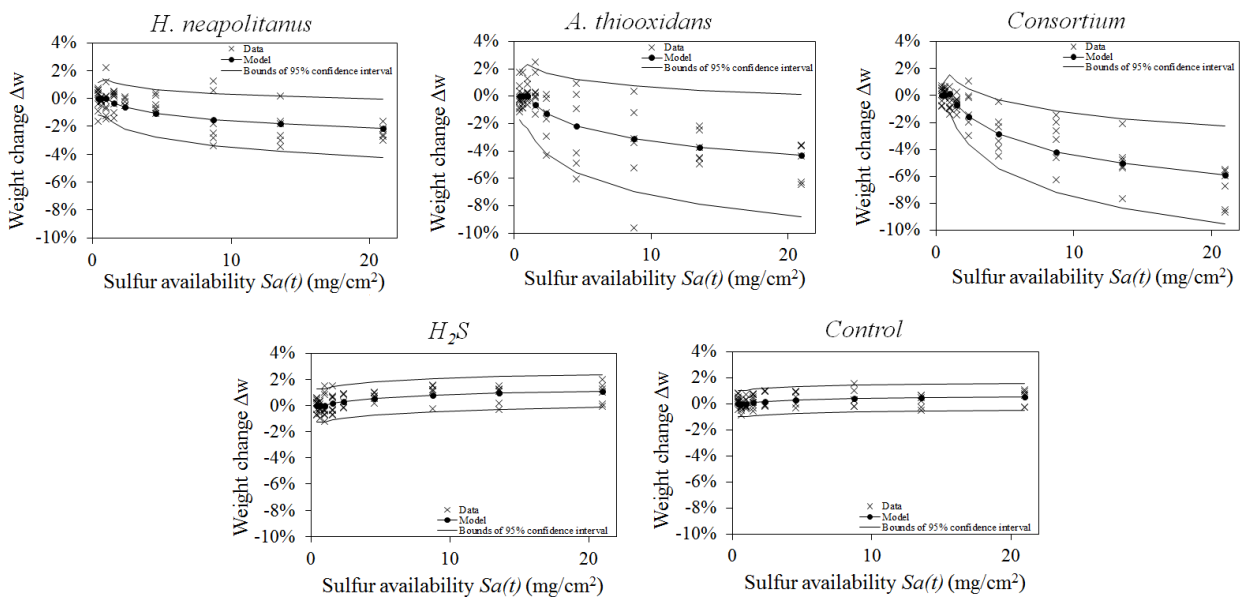 H. neapolitanus
4%
2%
0%
-2%
-4%
-6%
-8%
-10%
Weight change Δw
Data
Model
Bounds of 95% confidence interval
0
10
20
Sulfur availability Sa(t) (mg/cm²)
A. thiooxidans
4%
2%
0%
-2%
-4%
-6%
-8%
-10%
Weight change Δw
Data
Model
Bounds of 95% confidence interval
0
10
20
Sulfur availability Sa(t) (mg/cm²)
Consortium
4%
2%
0%
-2%
-4%
-6%
-8%
-10%
Weight change Δw
Data
Model
Bounds of 95% confidence interval
0
10
20
Sulfur availability Sa(t) (mg/cm²)
H₂S
4%
2%
0%
-2%
-4%
-6%
-8%
-10%
Weight change Δw
Data
Model
Bounds of 95% confidence interval
0
10
20
Sulfur availability Sa(t) (mg/cm²)
Control
4%
2%
0%
-2%
-4%
-6%
-8%
-10%
Weight change Δw
Data
Model
Bounds of 95% confidence interval
0
10
20
Sulfur availability Sa(t) (mg/cm²)